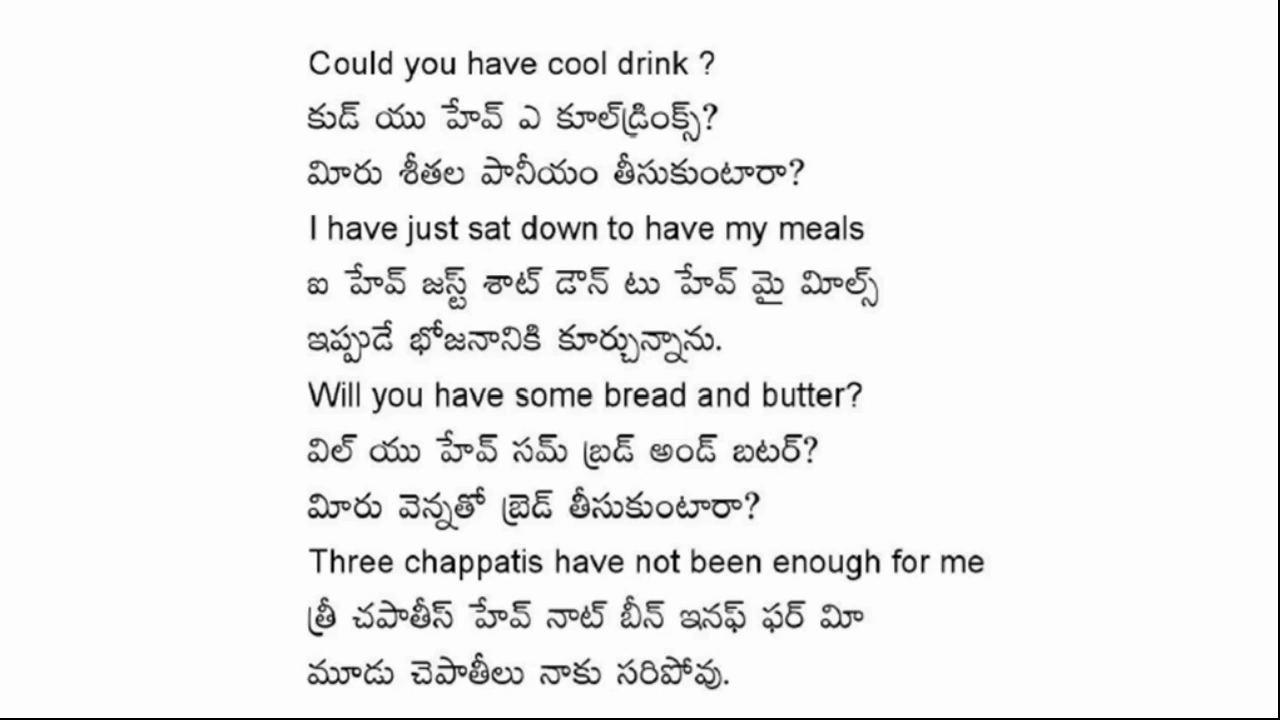 Could you have cool drink ?
కుడ్ యు హేవ్ ఎ కూల్‌డ్రింక్స్?
మీరు శీతల పానీయం తీసుకుంటారా?
I have just sat down to have my meals
ఐ హేవ్ జస్ట్ శాట్ డౌన్ టు హేవ్ మై మీల్స్
ఇప్పుడే భోజనానికి కూర్చున్నాను.
Will you have some bread and butter?
విల్ యు హేవ్ సమ్ బ్రడ్ అండ్ బటర్?
మీరు వెన్నతో బ్రెడ్ తీసుకుంటారా?
Three chappatis have not been enough for me
త్రీ చపాతీస్ హేవ్ నాట్ బీన్ ఇనఫ్ ఫర్ మీ
మూడు చెపాతీలు నాకు సరిపోవు.